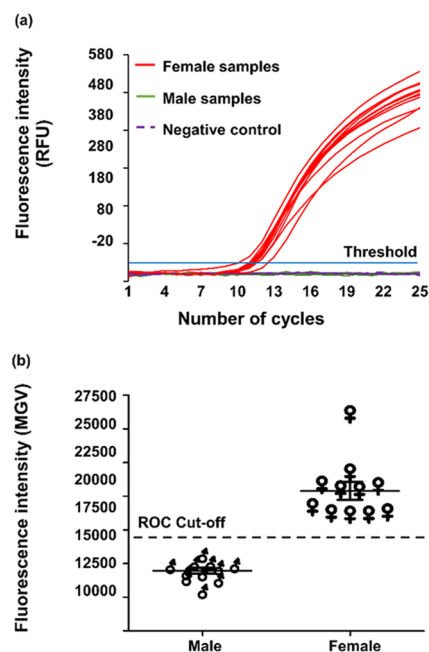 (a)
Fluorescence intensity
(RFU)
580
480
380
280
180
80
-20
Female samples
Male samples
Negative control
Threshold
1 4 7 10 13 16 19 22 25
Number of cycles
(b)
Fluorescence intensity (MGV)
27500
25000
22500
20000
17500
15000
12500
10000
ROC Cut-off
Male Female